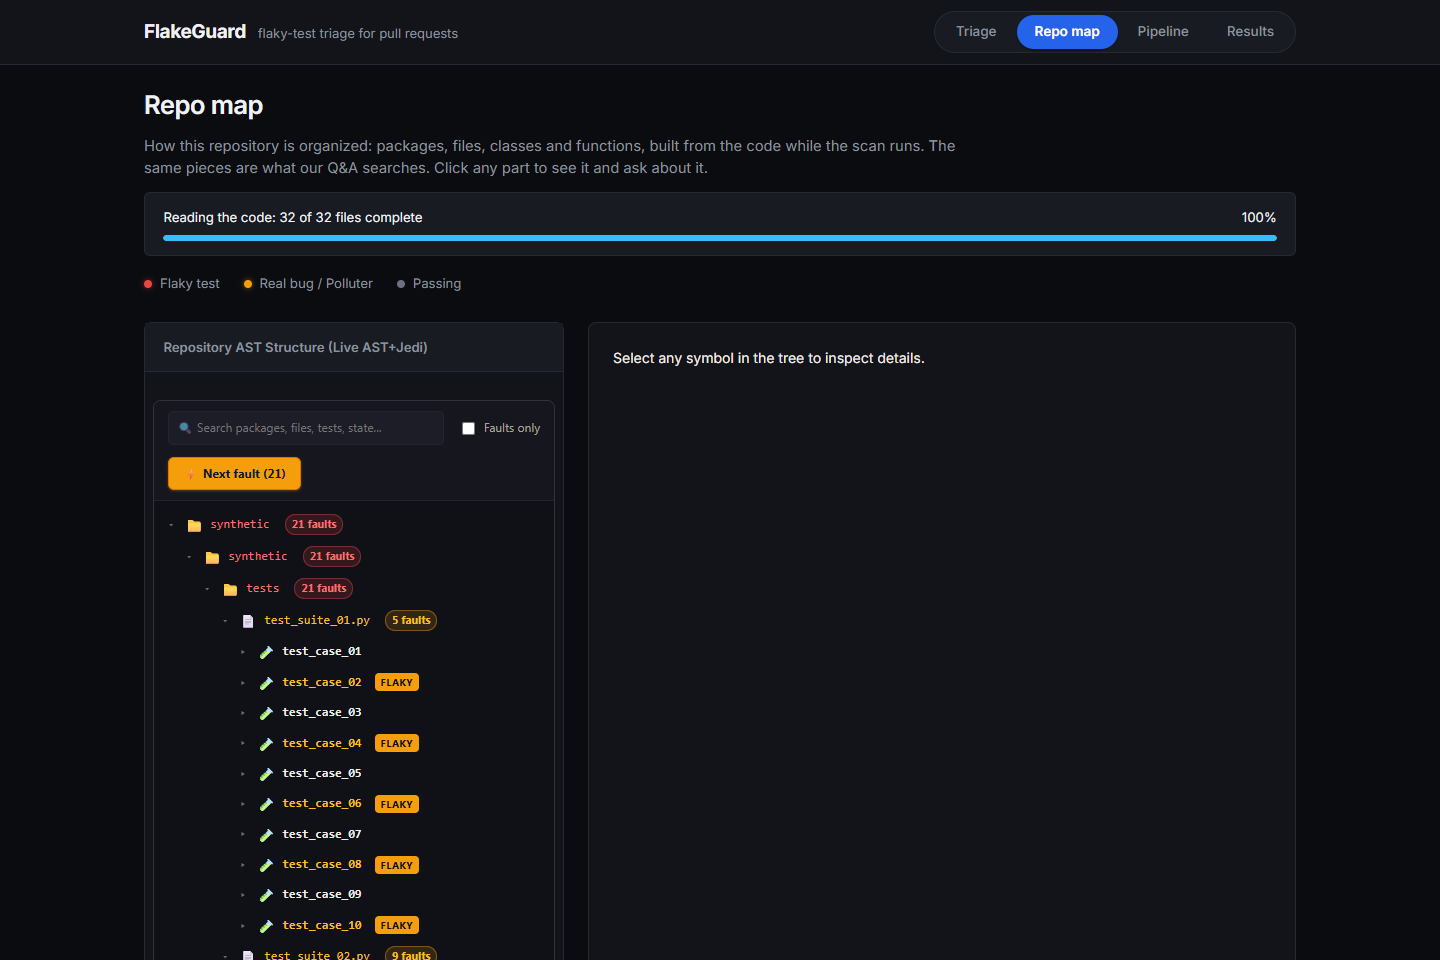 FlakeGuard flaky-test triage for pull requests
Triage Repo map Pipeline Results
Repo map
How this repository is organized: packages, files, classes and functions, built from the code while the scan runs. The
same pieces are what our Q&A searches. Click any part to see it and ask about it.
Reading the code: 32 of 32 files complete 100%
Flaky test Real bug / Polluter Passing
Repository AST Structure (Live AST+Jedi)
Select any symbol in the tree to inspect details.
Search packages, files, tests, state... Faults only
Next fault (21)
synthetic 21 faults
synthetic 21 faults
tests 21 faults
test_suite_01.py 5 faults
test_case_01
test_case_02 FLAKY
test_case_03
test_case_04 FLAKY
test_case_05
test_case_06 FLAKY
test_case_07
test_case_08 FLAKY
test_case_09
test_case_10 FLAKY
test_suite_02.py 9 faults